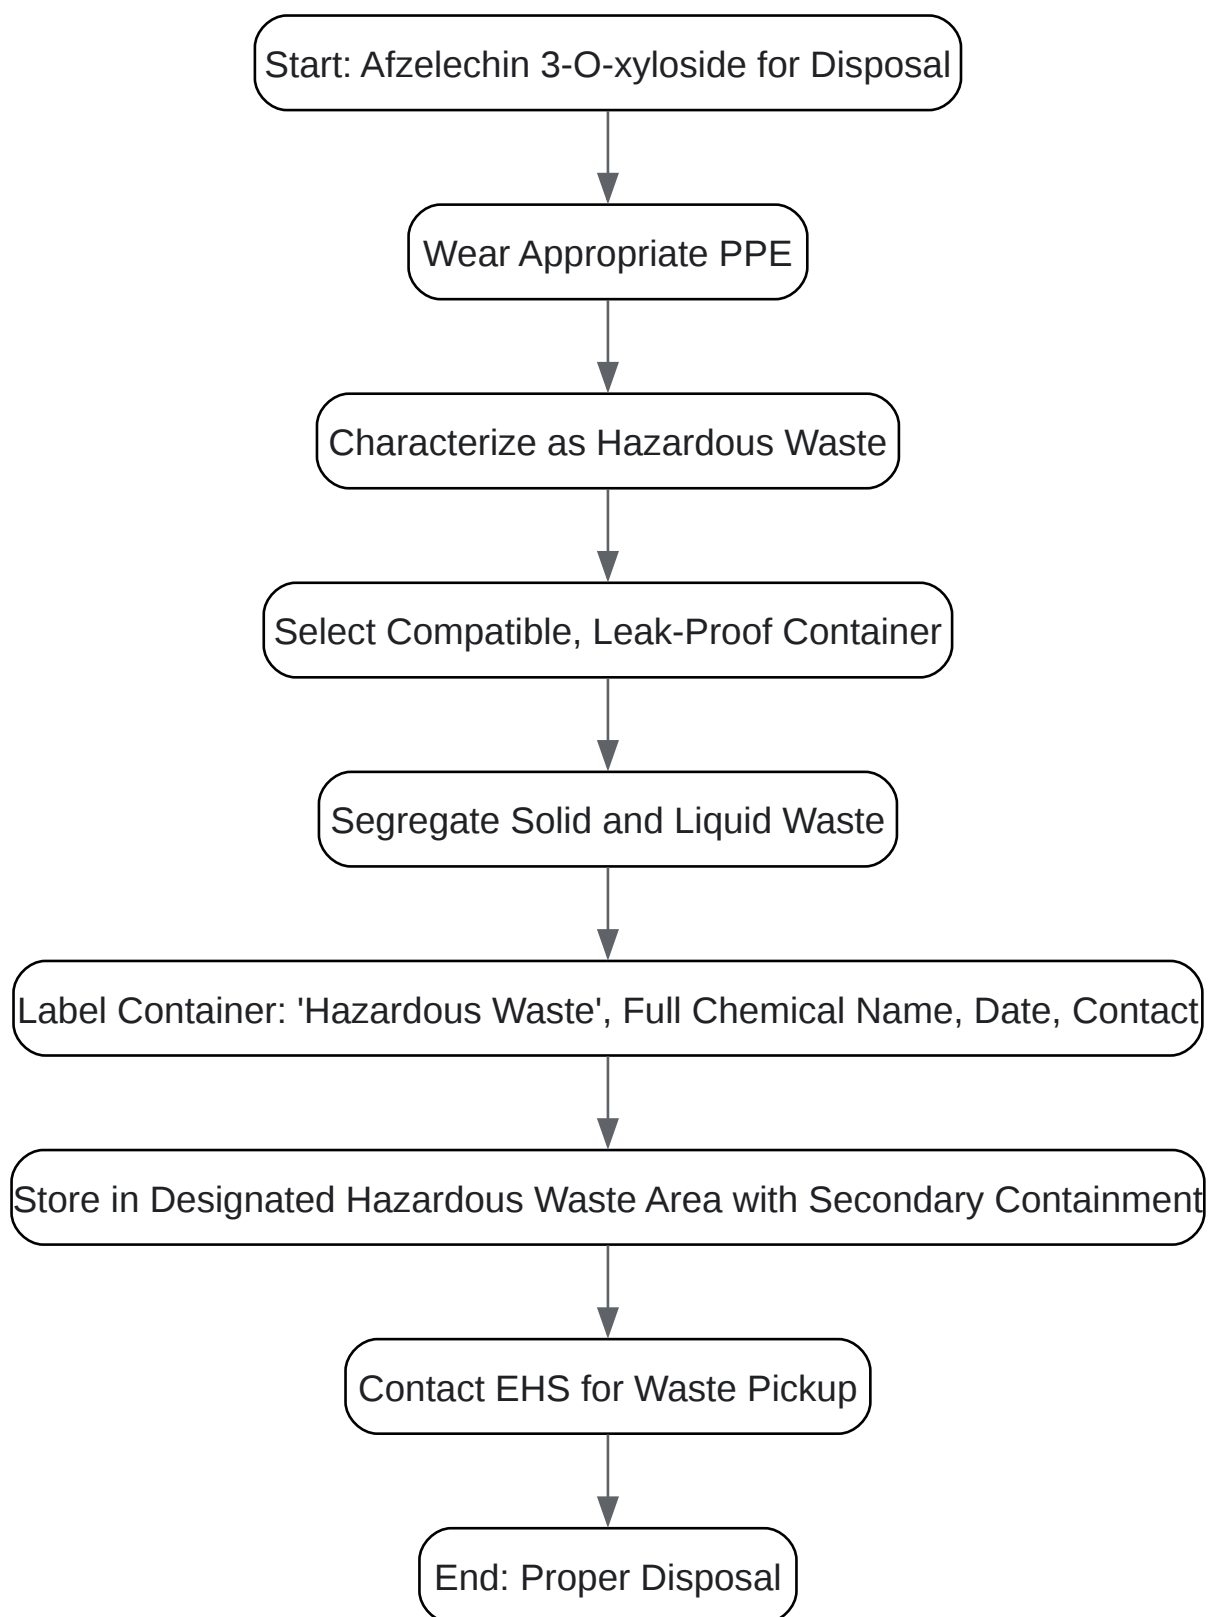 Start: Afzelechin 3-O-xyloside for Disposal
Wear Appropriate PPE
Characterize as Hazardous Waste
Select Compatible, Leak-Proof Container
Segregate Solid and Liquid Waste
Label Container: 'Hazardous Waste', Full Chemical Name, Date, Contact
Store in Designated Hazardous Waste Area with Secondary Containment
Contact EHS for Waste Pickup
End: Proper Disposal